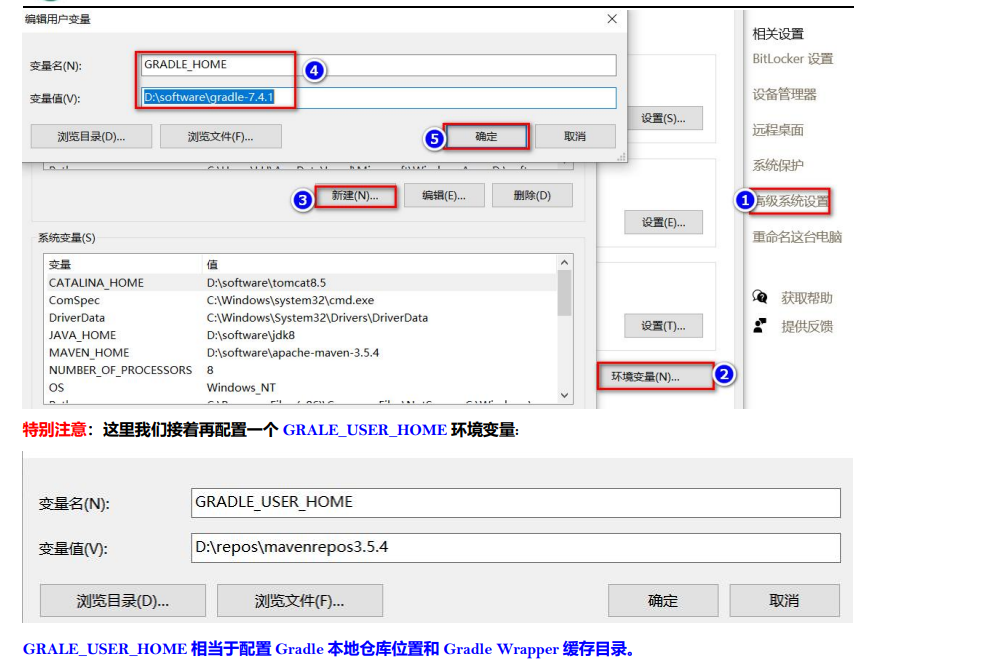 编辑用户变量
变量名(N):
GRADLE_HOME
4
变量值(V):
D:\software\gradle-7.4.1
浏览目录(D)...
浏览文件(F)...
5
确定
取消
3
新建(N)...
编辑(E)...
删除(D)
系统变量(S)
变量 值
CATALINA_HOME D:\software\tomcat8.5
ComSpec C:\Windows\system32\cmd.exe
DriverData C:\Windows\System32\Drivers\DriverData
JAVA_HOME D:\software\jdk8
MAVEN_HOME D:\software\apache-maven-3.5.4
NUMBER_OF_PROCESSORS 8
OS Windows_NT
设置(S)...
设置(E)...
设置(T)...
环境变量(N)...
2
相关设置
BitLocker 设置
设备管理器
远程桌面
系统保护
1
高级系统设置
重命名这台电脑
获取帮助
提供反馈
特别注意：这里我们接着再配置一个 GRALE_USER_HOME 环境变量:
变量名(N):
GRADLE_USER_HOME
变量值(V):
D:\repos\mavenrepos3.5.4
浏览目录(D)...
浏览文件(F)...
确定
取消
GRALE_USER_HOME 相当于配置 Gradle 本地仓库位置和 Gradle Wrapper 缓存目录。